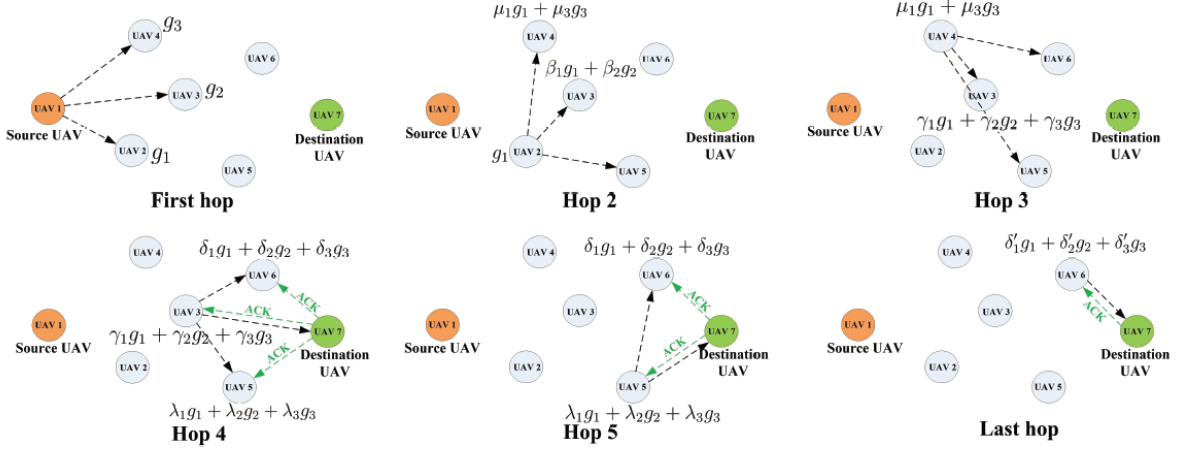 g₃
UAV 4
UAV 6
g₂
UAV 3
UAV 1
Source UAV
UAV 7
Destination
UAV
UAV 2
g₁
UAV 5
First hop
μ₁g₁ + μ₃g₃
UAV 4
UAV 6
β₁g₁ + β₂g₂
UAV 3
UAV 1
Source UAV
UAV 7
Destination
UAV
g₁
UAV 2
UAV 5
Hop 2
μ₁g₁ + μ₃g₃
UAV 4
UAV 6
UAV 3
UAV 1
Source UAV
γ₁g₁ + γ₂g₂ + γ₃g₃
UAV 7
Destination
UAV
UAV 2
UAV 5
Hop 3
UAV 4
δ₁g₁ + δ₂g₂ + δ₃g₃
UAV 6
ACK
UAV 3
ACK
UAV 1
Source UAV
γ₁g₁ + γ₂g₂ + γ₃g₃
UAV 7
Destination
UAV
UAV 2
ACK
UAV 5
λ₁g₁ + λ₂g₂ + λ₃g₃
Hop 4
UAV 4
δ₁g₁ + δ₂g₂ + δ₃g₃
UAV 6
ACK
UAV 3
UAV 1
Source UAV
UAV 7
Destination
UAV
ACK
UAV 2
UAV 5
λ₁g₁ + λ₂g₂ + λ₃g₃
Hop 5
UAV 4
δ′₁g₁ + δ′₂g₂ + δ′₃g₃
UAV 6
ACK
UAV 3
UAV 1
Source UAV
UAV 7
Destination
UAV
UAV 2
UAV 5
Last hop